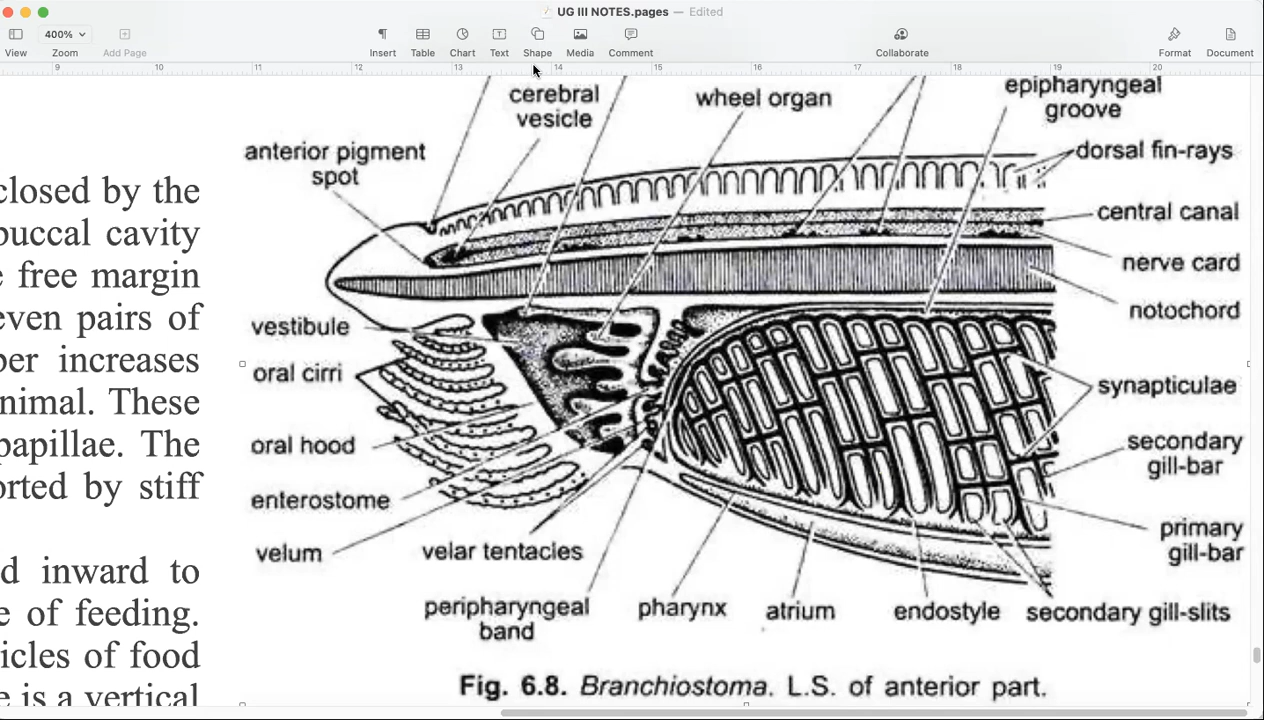 UG III NOTES.pages — Edited
400%
View
Zoom
Add Page
Insert
Table
Chart
Text
Shape
Media
Comment
Collaborate
Format
Document
9 10 11 12 13 14 15 16 17 18 19 20
closed by the
buccal cavity
e free margin
even pairs of
ber increases
nimal. These
papillae. The
orted by stiff
d inward to
e of feeding.
icles of food
e is a vertical
cerebral
vesicle
wheel organ
epipharyngeal
groove
anterior pigment
spot
dorsal fin-rays
central canal
nerve card
notochord
vestibule
oral cirri
synapticulae
oral hood
secondary
gill-bar
enterostome
primary
gill-bar
velum
velar tentacles
peripharyngeal
band
pharynx
atrium
endostyle
secondary gill-slits
Fig. 6.8. Branchiostoma. L.S. of anterior part.